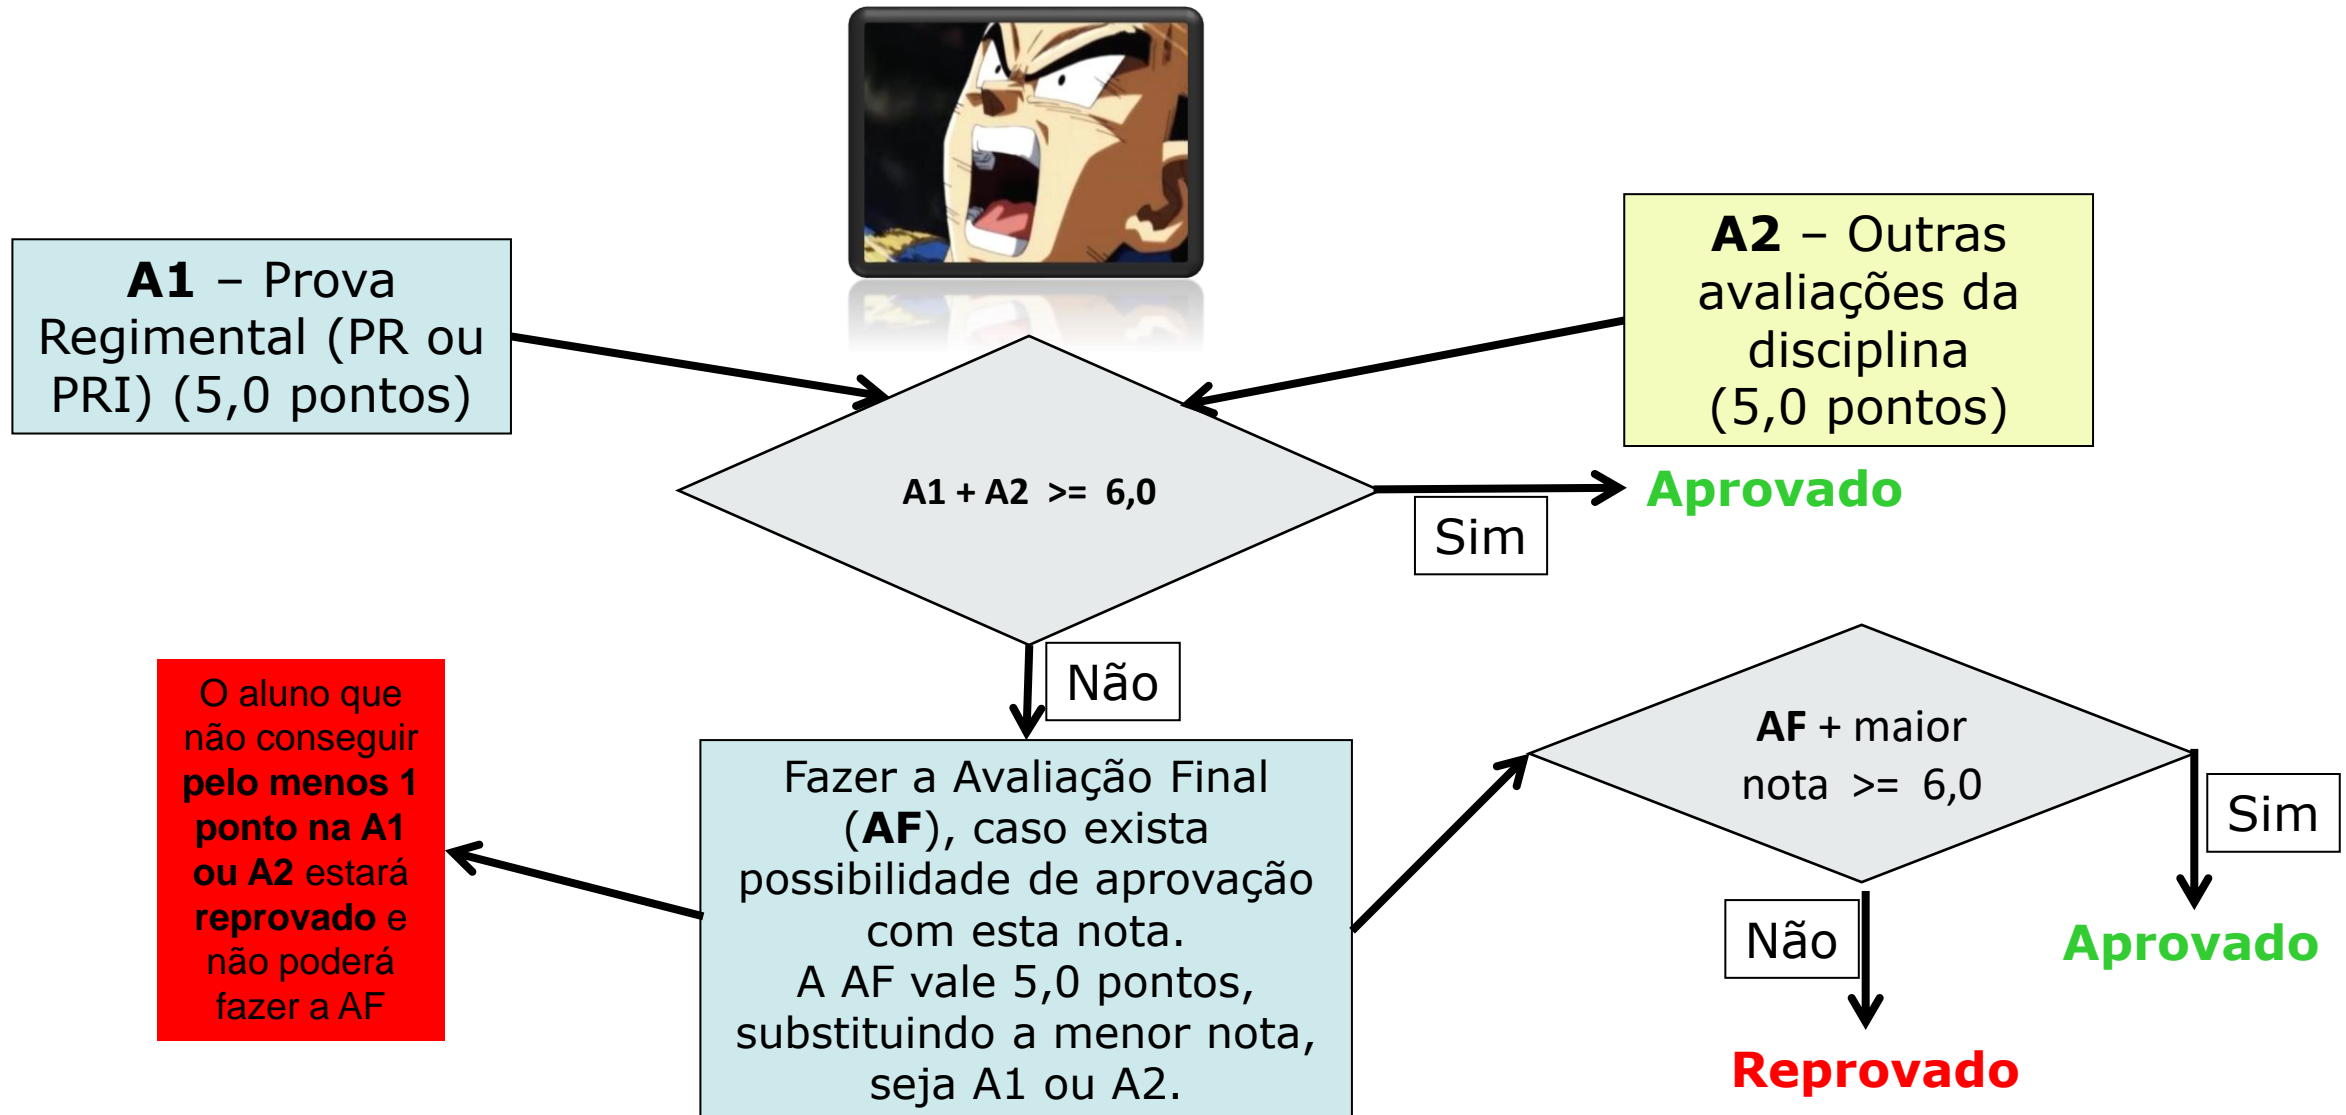 A1 – Prova
Regimental (PR ou
PRI) (5,0 pontos)
A2 – Outras
avaliações da
disciplina
(5,0 pontos)
A1 + A2 >= 6,0
Sim
Aprovado
Não
O aluno que
não conseguir
pelo menos 1
ponto na A1
ou A2 estará
reprovado e
não poderá
fazer a AF
Fazer a Avaliação Final
(AF), caso exista
possibilidade de aprovação
com esta nota.
A AF vale 5,0 pontos,
substituindo a menor nota,
seja A1 ou A2.
AF + maior
nota >= 6,0
Sim
Aprovado
Não
Reprovado